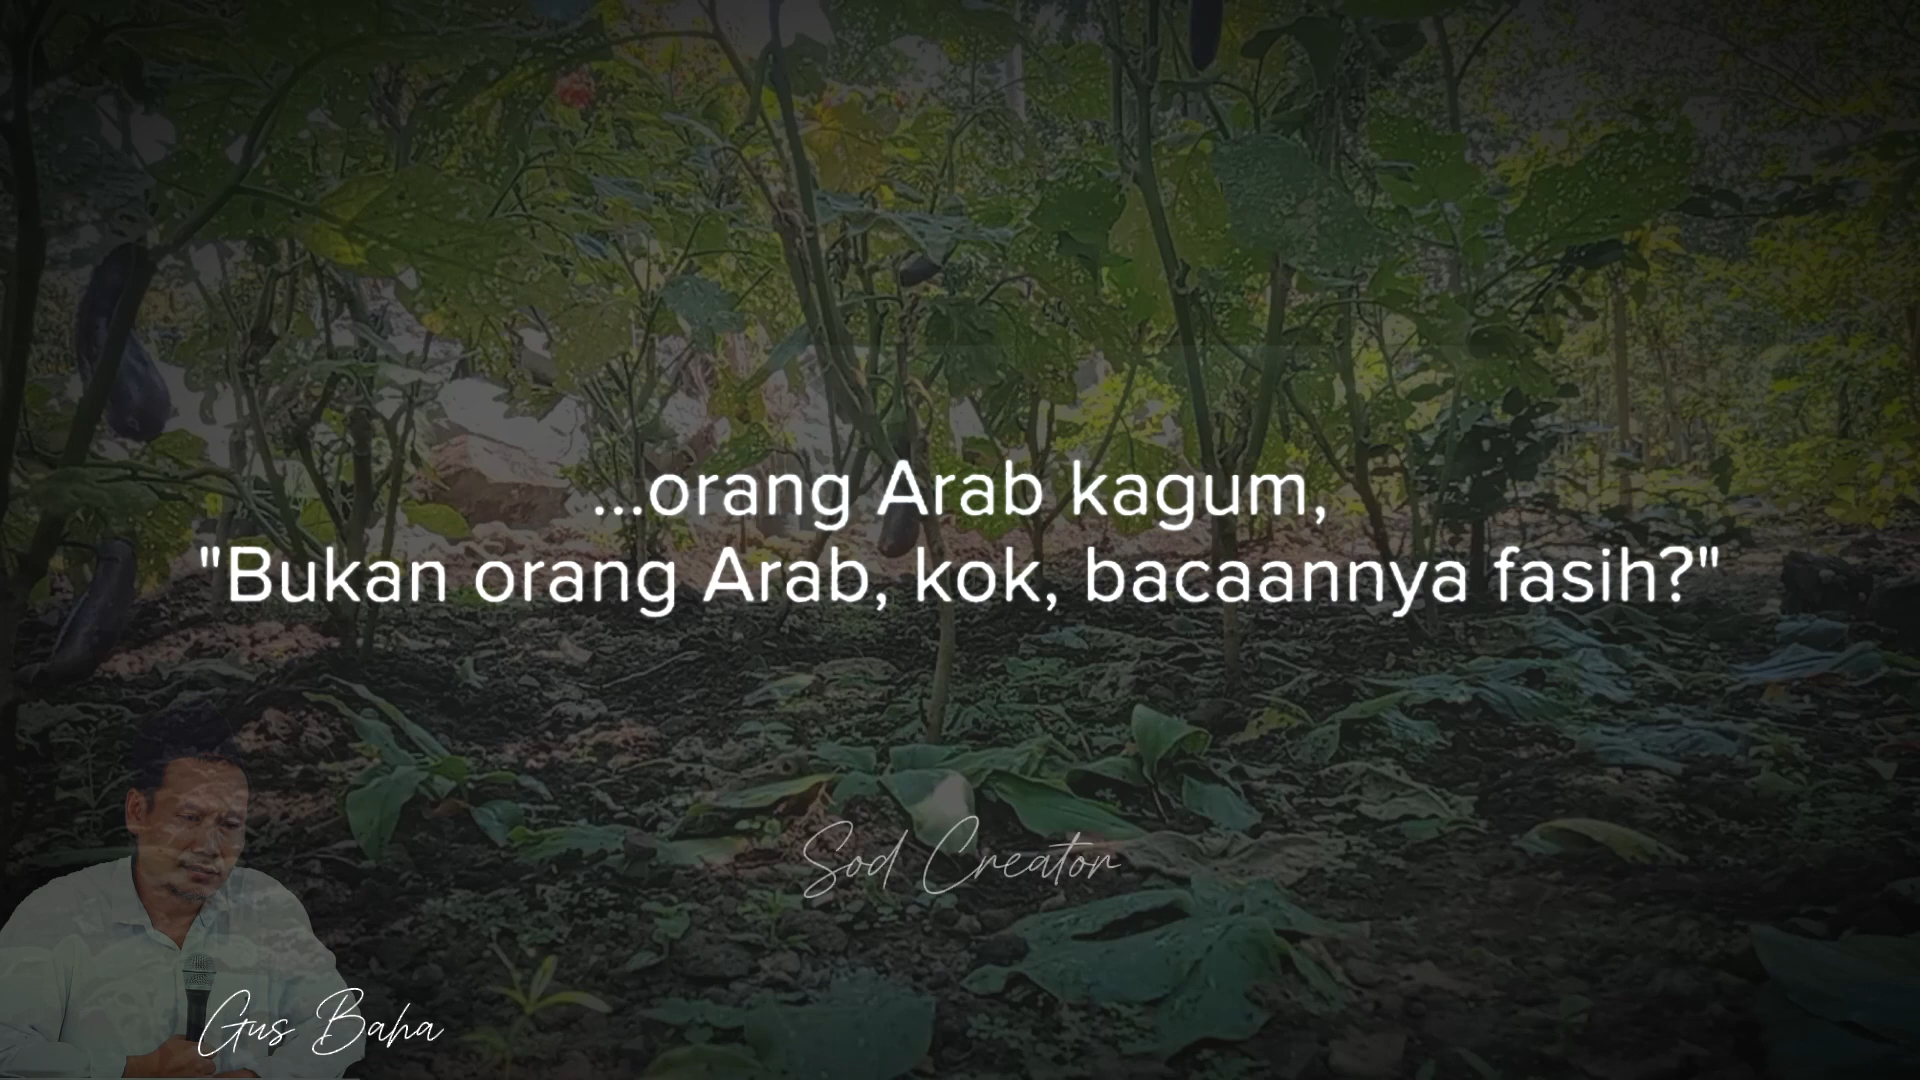 ...orang Arab kagum,
"Bukan orang Arab, kok, bacaannya fasih?"
Sod Creator
Gus Baha